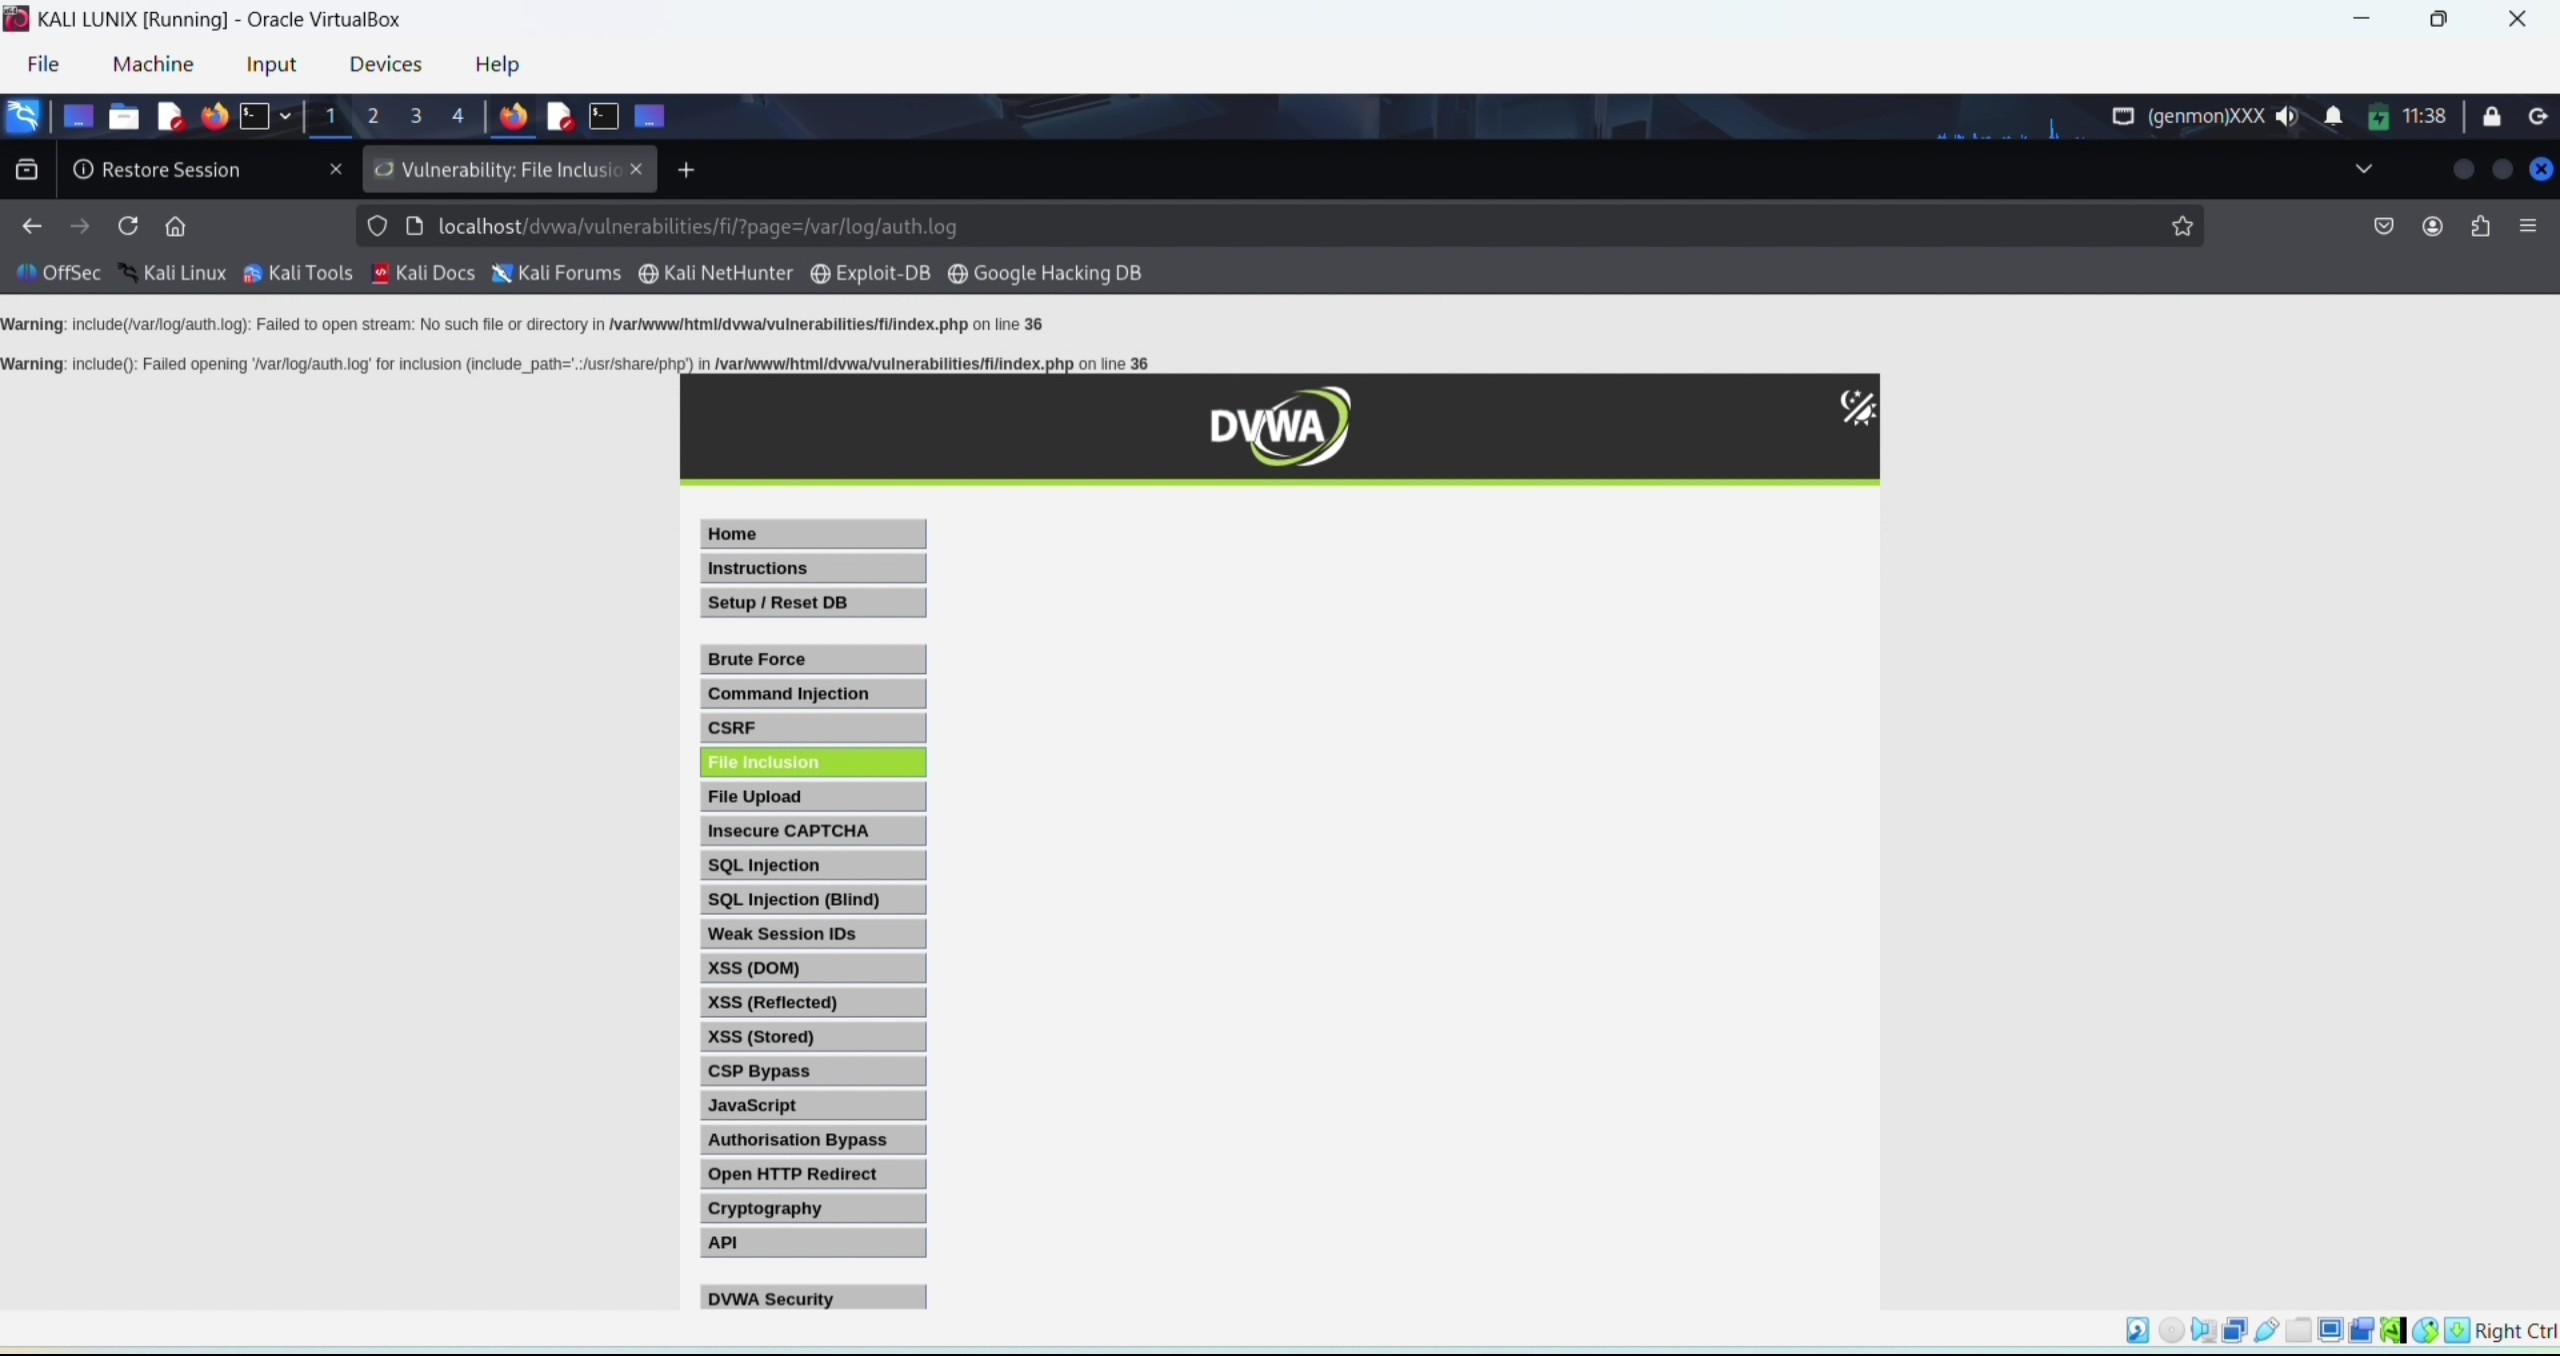 KALI LUNIX [Running] - Oracle VirtualBox
File Machine Input Devices Help
1 2 3 4 (genmon)XXX 11:38
Restore Session Vulnerability: File Inclusio
localhost/dvwa/vulnerabilities/fi/?page=/var/log/auth.log
OffSec Kali Linux Kali Tools Kali Docs Kali Forums Kali NetHunter Exploit-DB Google Hacking DB
Warning: include(/var/log/auth.log): Failed to open stream: No such file or directory in /var/www/html/dvwa/vulnerabilities/fi/index.php on line 36
Warning: include(): Failed opening '/var/log/auth.log' for inclusion (include_path='.:/usr/share/php') in /var/www/html/dvwa/vulnerabilities/fi/index.php on line 36
DVWA
Home
Instructions
Setup / Reset DB
Brute Force
Command Injection
CSRF
File Inclusion
File Upload
Insecure CAPTCHA
SQL Injection
SQL Injection (Blind)
Weak Session IDs
XSS (DOM)
XSS (Reflected)
XSS (Stored)
CSP Bypass
JavaScript
Authorisation Bypass
Open HTTP Redirect
Cryptography
API
DVWA Security
Right Ctrl